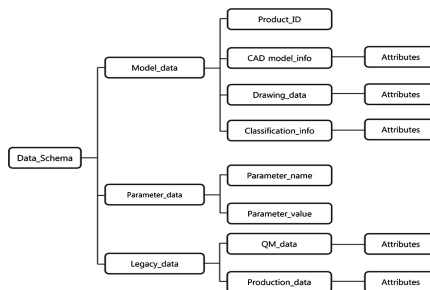 Product_ID
Model_data
CAD model_info
Attributes
Drawing_data
Attributes
Classification_info
Attributes
Data_Schema
Parameter_data
Parameter_name
Parameter_value
Legacy_data
QM_data
Attributes
Production_data
Attributes